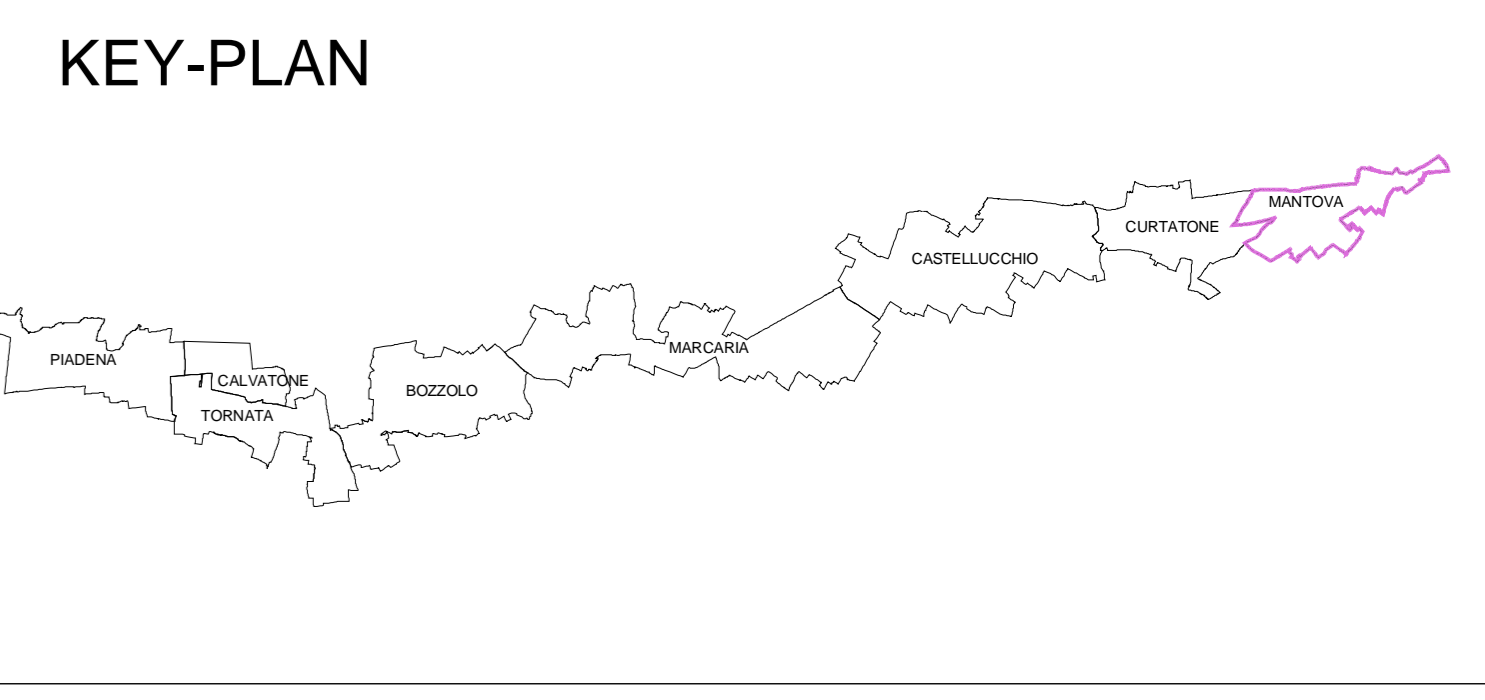 KEY-PLAN
MANTOVA
CURTATONE
CASTELLUCCHIO
MARCARIA
PIADENA
CALVATONE
BOZZOLO
TORNATA